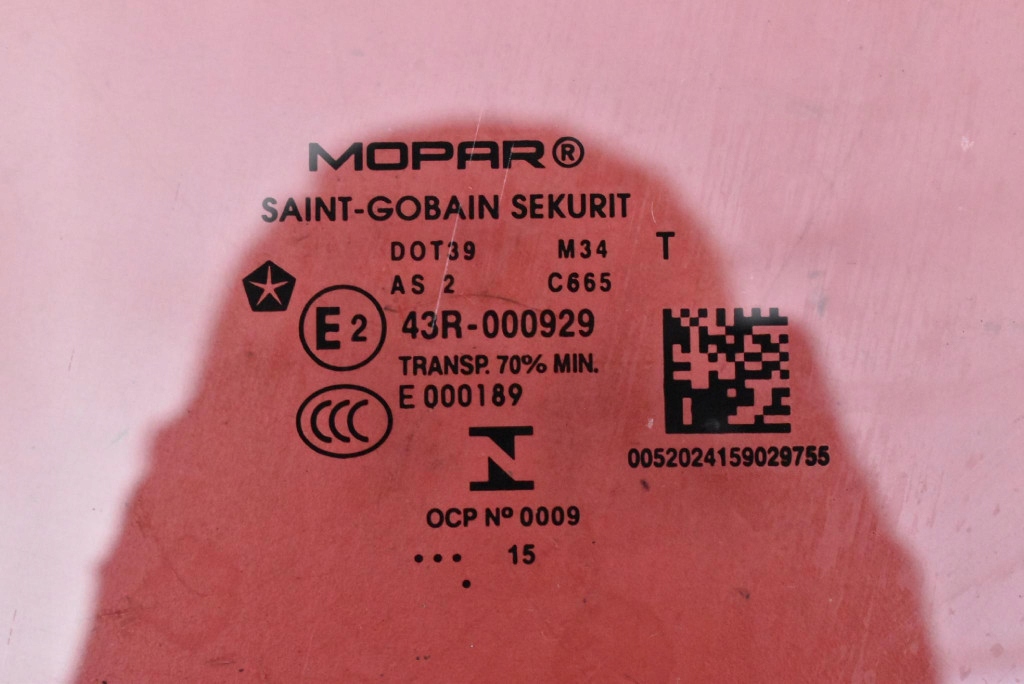 MOPAR®
SAINT-GOBAIN SEKURIT
DOT39 M34 T
AS 2 C665
E2 43R-000929
TRANSP. 70% MIN.
CCC E 000189
0052024159029755
OCP Nº 0009
... 15
.